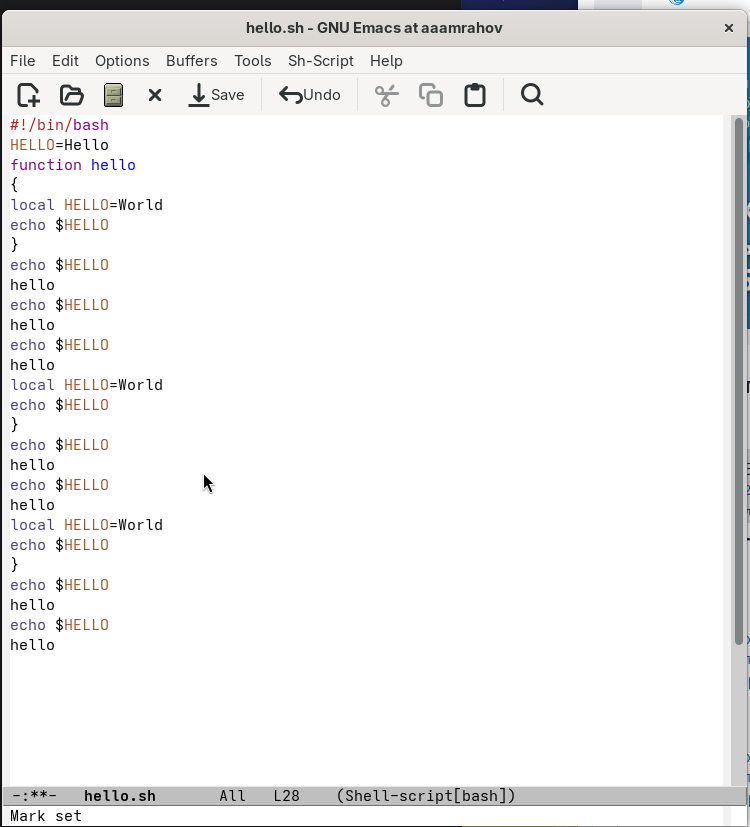 hello.sh - GNU Emacs at aaamrahov
File Edit Options Buffers Tools Sh-Script Help
Save Undo
#!/bin/bash
HELLO=Hello
function hello
{
local HELLO=World
echo $HELLO
}
echo $HELLO
hello
echo $HELLO
hello
echo $HELLO
hello
local HELLO=World
echo $HELLO
}
echo $HELLO
hello
echo $HELLO
hello
local HELLO=World
echo $HELLO
}
echo $HELLO
hello
echo $HELLO
hello
-:**- hello.sh All L28 (Shell-script[bash])
Mark set